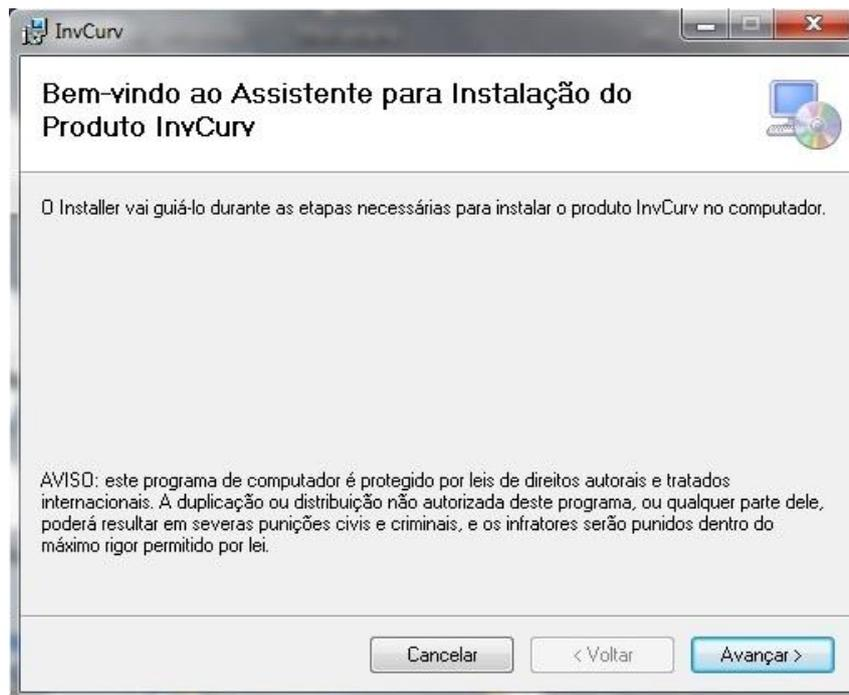 InvCurv
Bem-vindo ao Assistente para Instalação do
Produto InvCurv
O Installer vai guiá-lo durante as etapas necessárias para instalar o produto InvCurv no computador.
AVISO: este programa de computador é protegido por leis de direitos autorais e tratados
internacionais. A duplicação ou distribuição não autorizada deste programa, ou qualquer parte dele,
poderá resultar em severas punições civis e criminais, e os infratores serão punidos dentro do
máximo rigor permitido por lei.
Cancelar
< Voltar
Avançar >